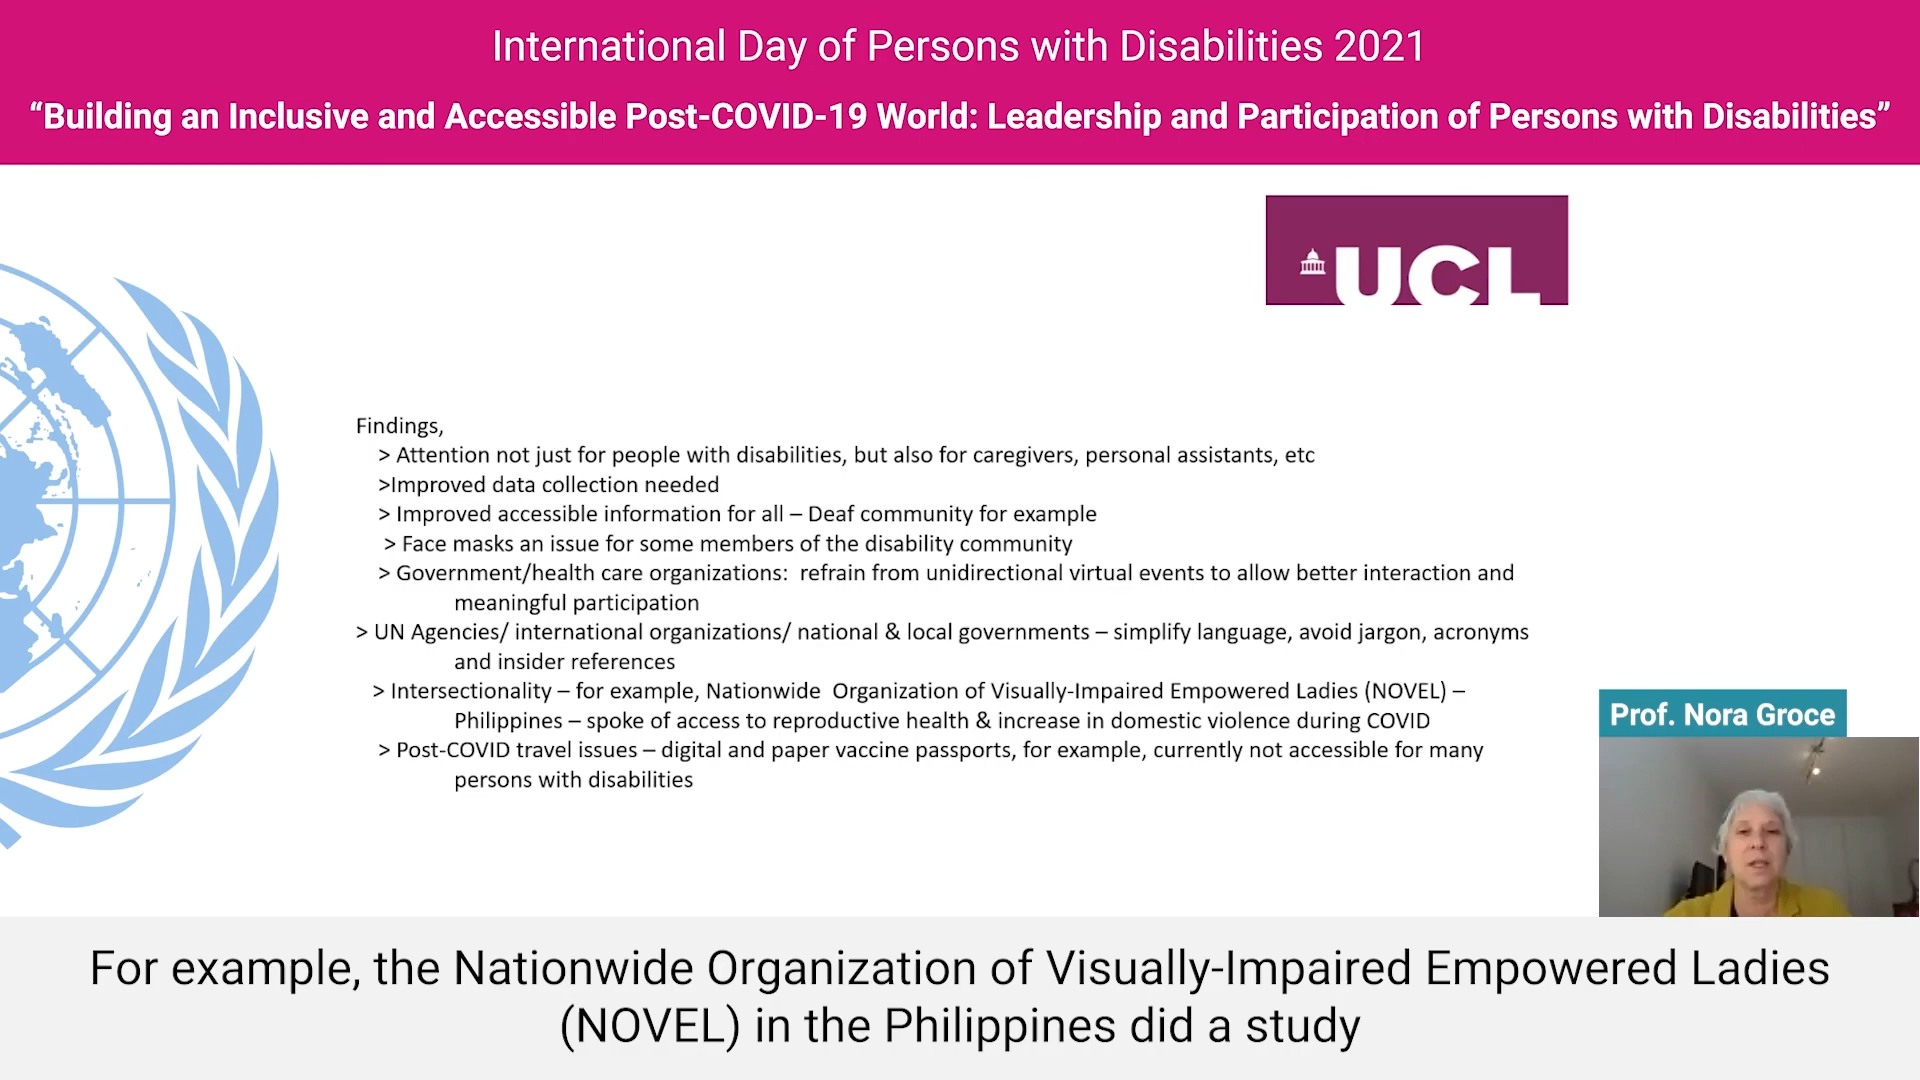 International Day of Persons with Disabilities 2021
“Building an Inclusive and Accessible Post-COVID-19 World: Leadership and Participation of Persons with Disabilities”
UCL
Findings,
> Attention not just for people with disabilities, but also for caregivers, personal assistants, etc
>Improved data collection needed
> Improved accessible information for all – Deaf community for example
> Face masks an issue for some members of the disability community
> Government/health care organizations:  refrain from unidirectional virtual events to allow better interaction and
meaningful participation
> UN Agencies/ international organizations/ national & local governments – simplify language, avoid jargon, acronyms
and insider references
> Intersectionality – for example, Nationwide  Organization of Visually-Impaired Empowered Ladies (NOVEL) –
Philippines – spoke of access to reproductive health & increase in domestic violence during COVID
> Post-COVID travel issues – digital and paper vaccine passports, for example, currently not accessible for many
persons with disabilities
Prof. Nora Groce
For example, the Nationwide Organization of Visually-Impaired Empowered Ladies
(NOVEL) in the Philippines did a study